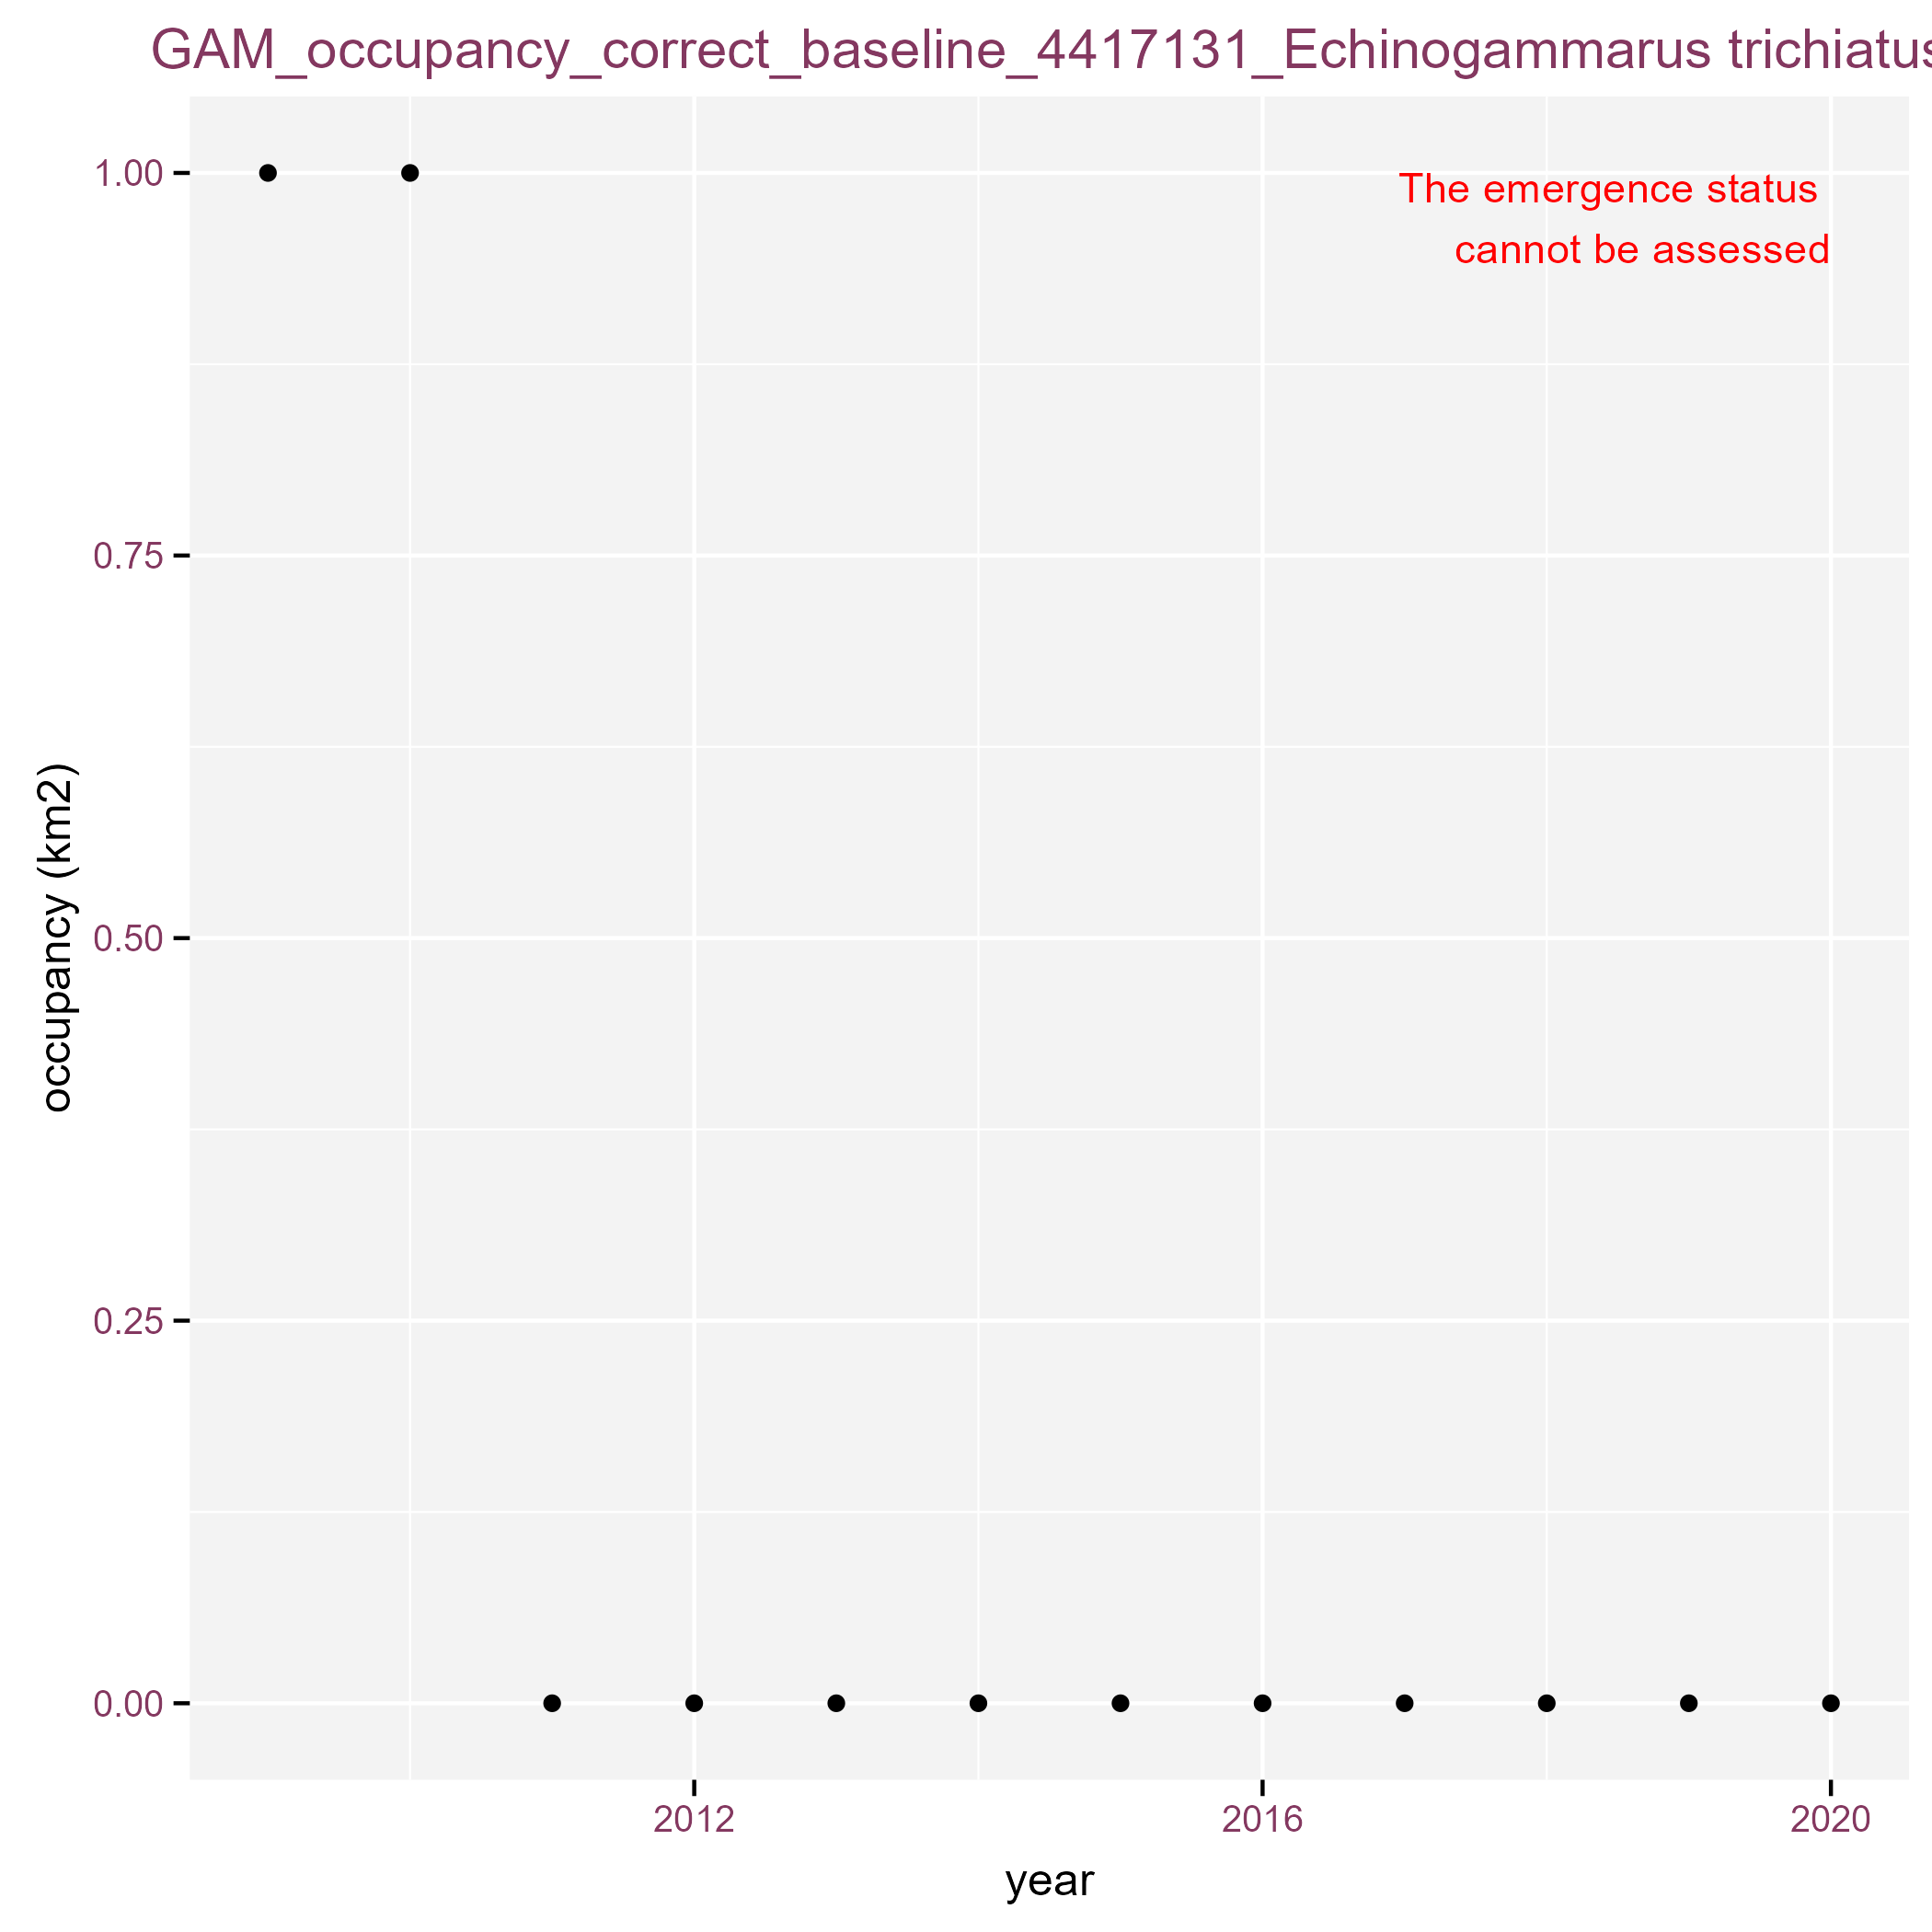 GAM_occupancy_correct_baseline_4417131_Echinogammarus trichiatus
1.00
The emergence status
cannot be assessed
0.75
occupancy (km2)
0.50
0.25
0.00
2012 2016 2020
year